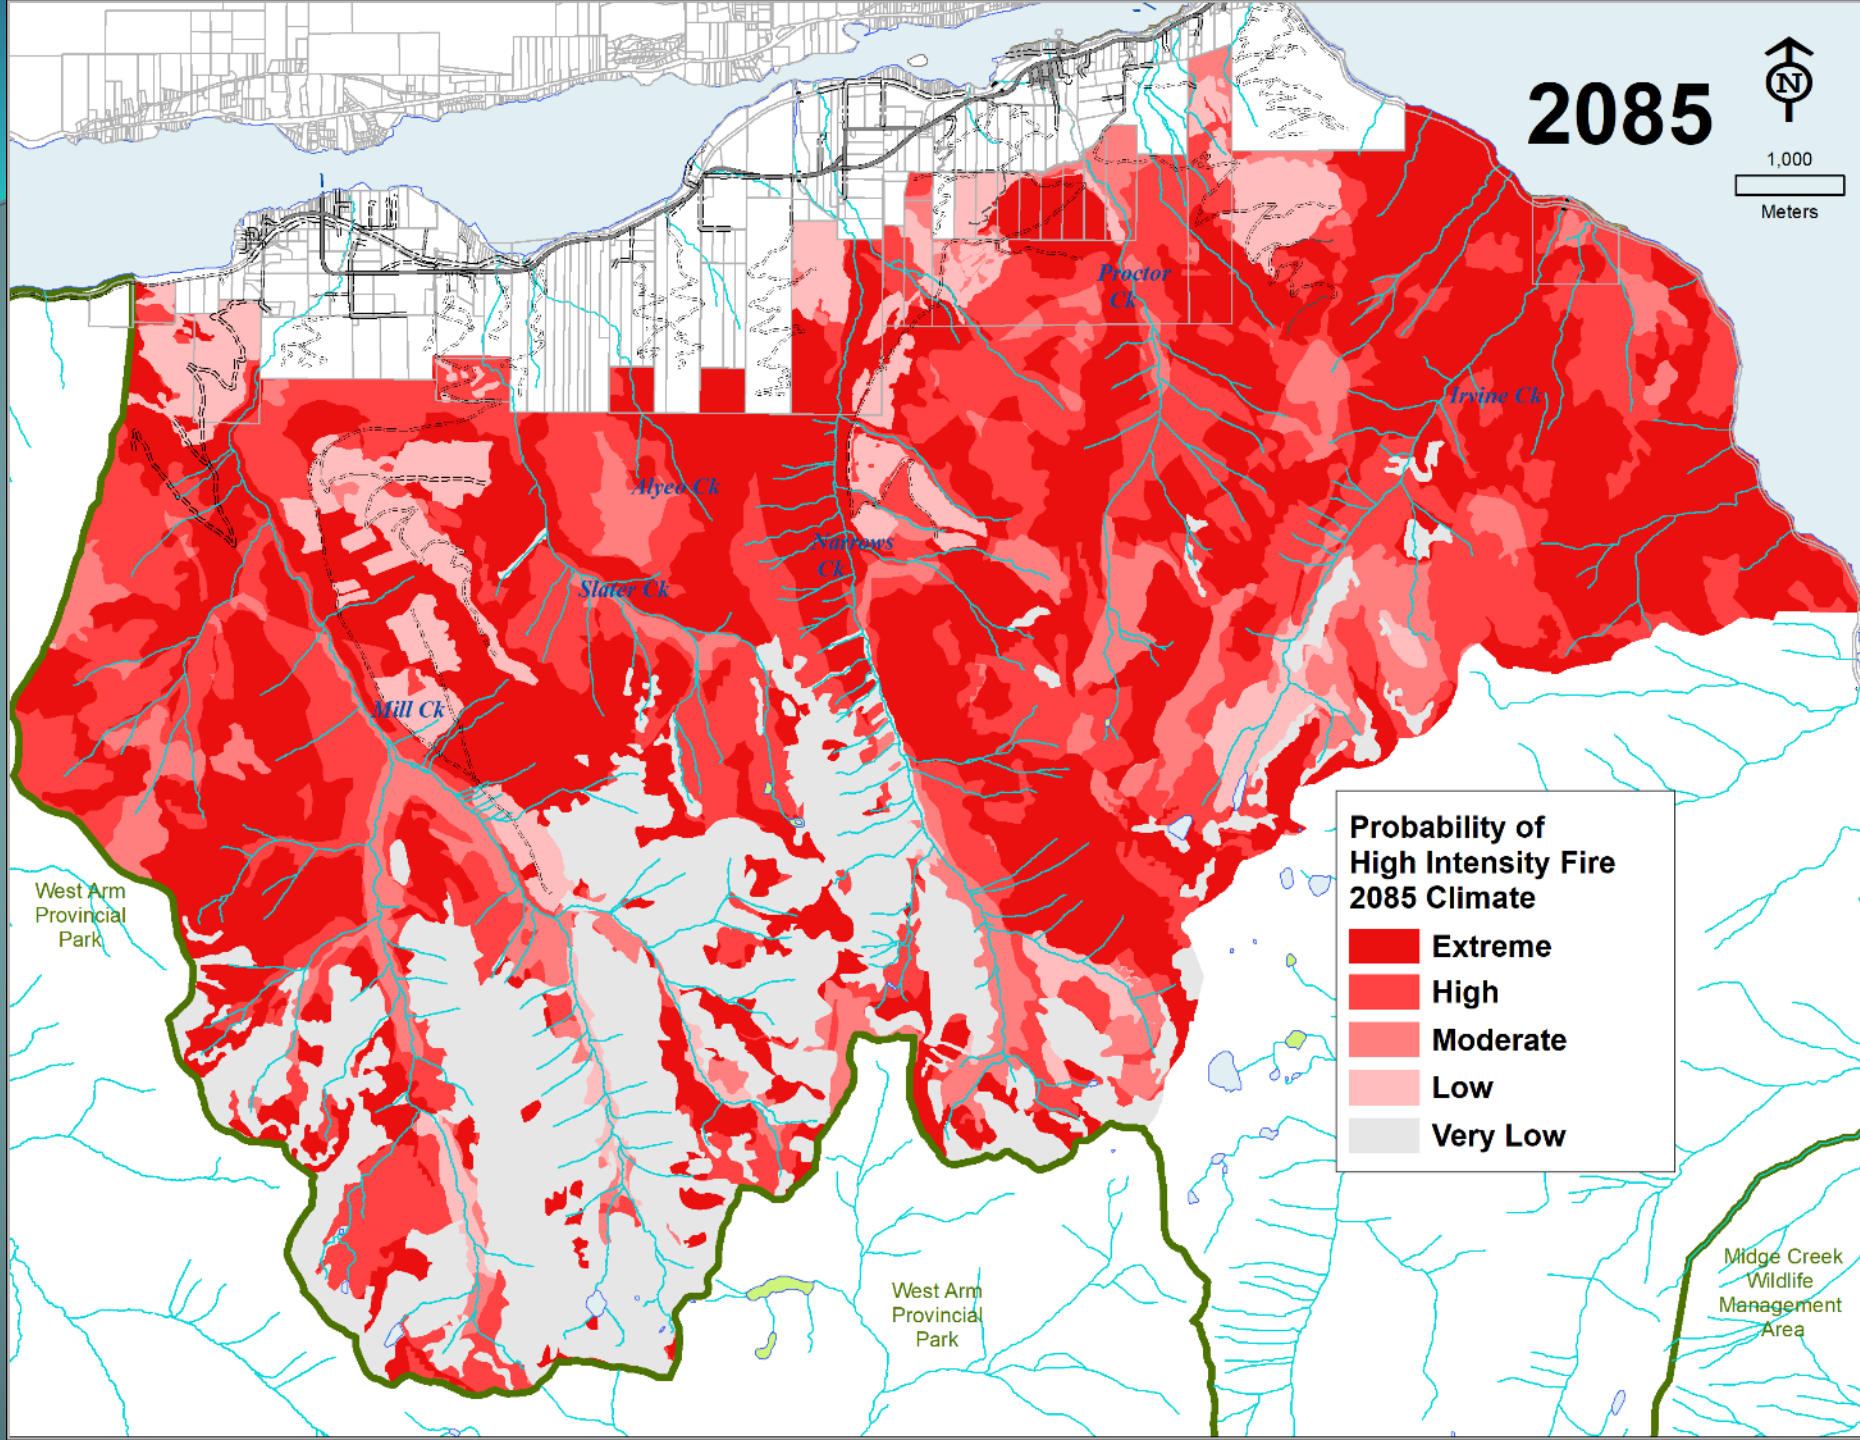 2085
N
1,000
Meters
Proctor
Ck
Irvine Ck
Alyeo Ck
Narrows
Ck
Slater Ck
Mill Ck
West Arm
Provincial
Park
Probability of
High Intensity Fire
2085 Climate
Extreme
High
Moderate
Low
Very Low
West Arm
Provincial
Park
Midge Creek
Wildlife
Management
Area